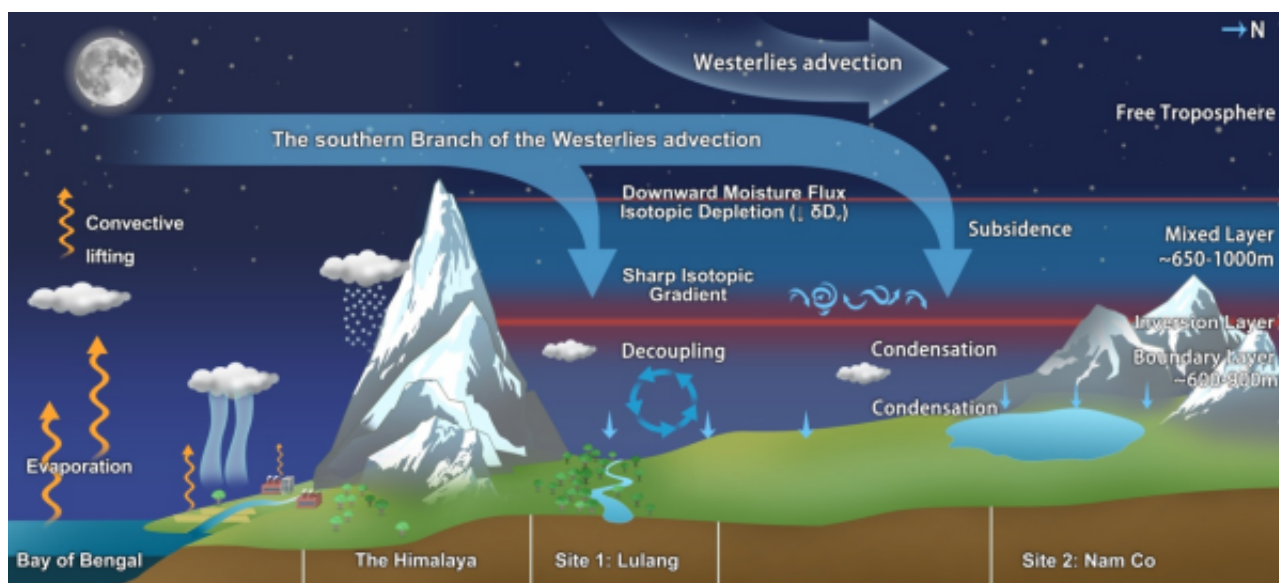 N
Westerlies advection
Free Troposphere
The southern Branch of the Westerlies advection
Downward Moisture Flux
Isotopic Depletion (↓ δDᵥ)
Convective
lifting
Subsidence
Mixed Layer
~650-1000m
Sharp Isotopic
Gradient
Inversion Layer
Decoupling
Condensation
Boundary Layer
~600-900m
Condensation
Evaporation
Bay of Bengal
The Himalaya
Site 1: Lulang
Site 2: Nam Co